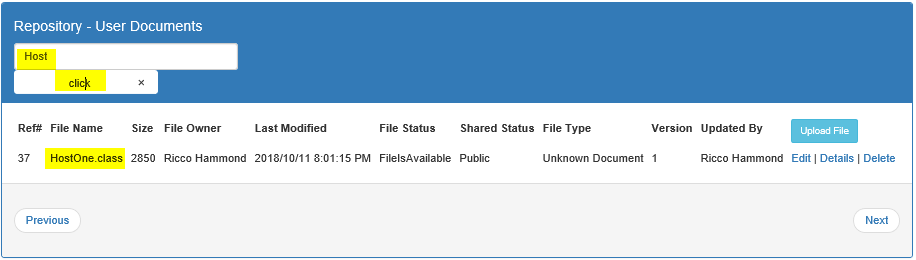 Repository - User Documents
Host
click ×
Ref# File Name Size File Owner Last Modified File Status Shared Status File Type Version Updated By Upload File
37 HostOne.class 2850 Ricco Hammond 2018/10/11 8:01:15 PM FileIsAvailable Public Unknown Document 1 Ricco Hammond Edit | Details | Delete
Previous Next